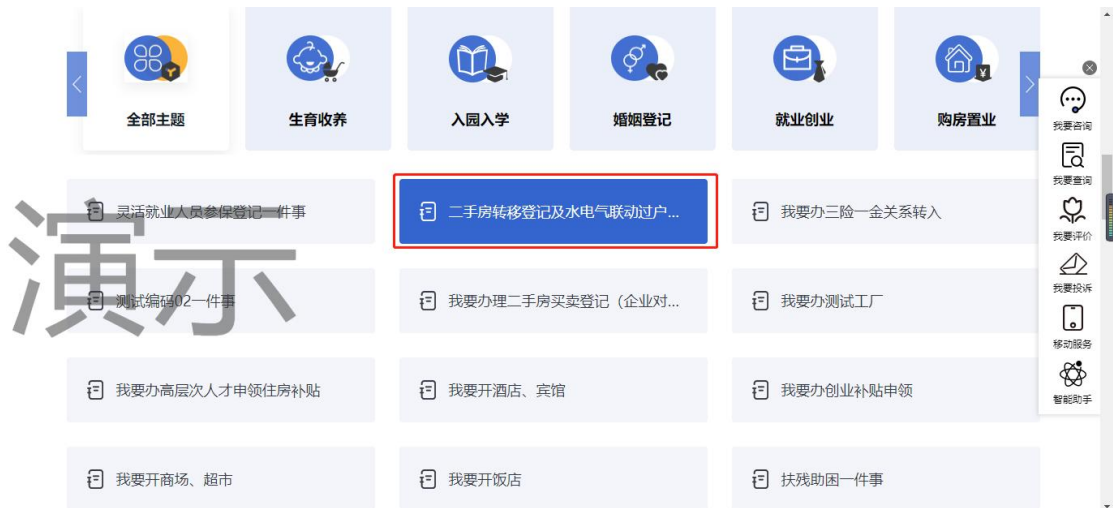 全部主题
生育收养
入园入学
婚姻登记
就业创业
购房置业
灵活就业人员参保登记一件事
二手房转移登记及水电气联动过户...
我要办三险一金关系转入
测试编码02一件事
我要办理二手房买卖登记（企业对...
我要办测试工厂
我要办高层次人才申领住房补贴
我要开酒店、宾馆
我要办创业补贴申领
我要开商场、超市
我要开饭店
扶残助困一件事
演示
我要咨询
我要查询
我要评价
我要投诉
移动服务
智能助手